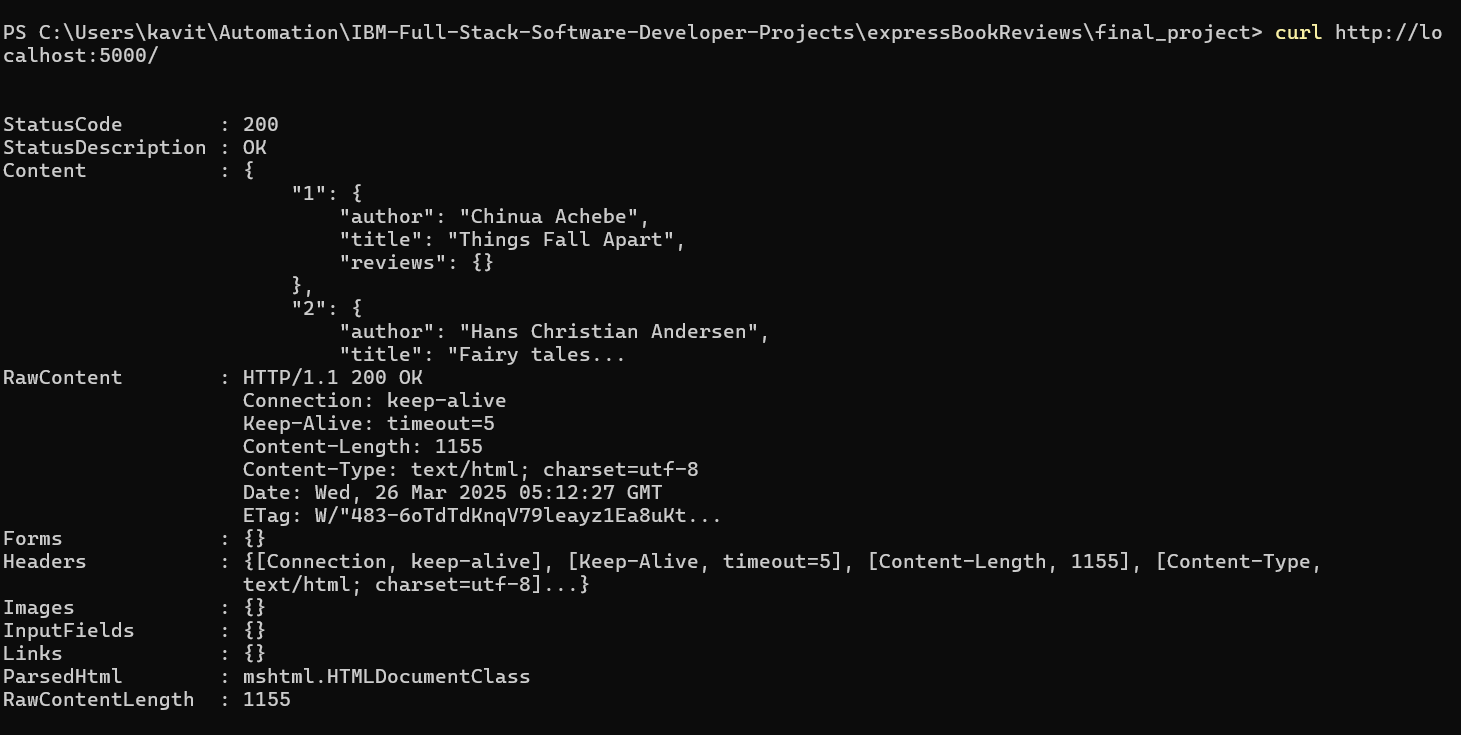 PS C:\Users\kavit\Automation\IBM-Full-Stack-Software-Developer-Projects\expressBookReviews\final_project> curl http://lo
calhost:5000/
StatusCode        : 200
StatusDescription : OK
Content           : {
                        "1": {
                            "author": "Chinua Achebe",
                            "title": "Things Fall Apart",
                            "reviews": {}
                        },
                        "2": {
                            "author": "Hans Christian Andersen",
                            "title": "Fairy tales...
RawContent        : HTTP/1.1 200 OK
                    Connection: keep-alive
                    Keep-Alive: timeout=5
                    Content-Length: 1155
                    Content-Type: text/html; charset=utf-8
                    Date: Wed, 26 Mar 2025 05:12:27 GMT
                    ETag: W/"483-6oTdTdKnqV79leayz1Ea8uKt...
Forms             : {}
Headers           : {[Connection, keep-alive], [Keep-Alive, timeout=5], [Content-Length, 1155], [Content-Type,
                    text/html; charset=utf-8]...}
Images            : {}
InputFields       : {}
Links             : {}
ParsedHtml        : mshtml.HTMLDocumentClass
RawContentLength  : 1155